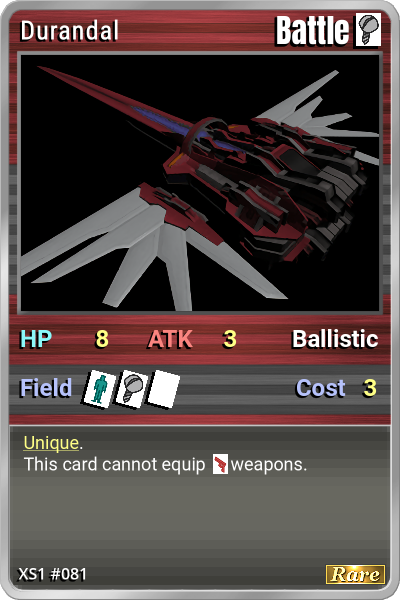 Durandal Battle
HP 8 ATK 3 Ballistic
Field Cost 3
Unique.
This card cannot equip weapons.
XS1 #081 Rare